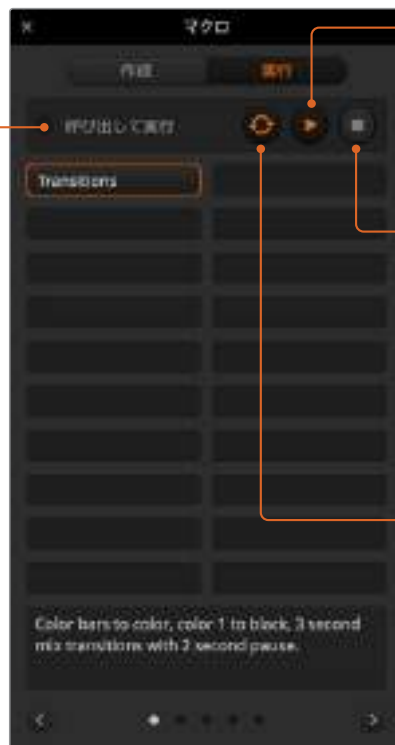 マクロ
作成 実行
呼び出して実行
Transitions
Color bars to color, color 1 to black, 3 second
mix transitions with 2 second pause.